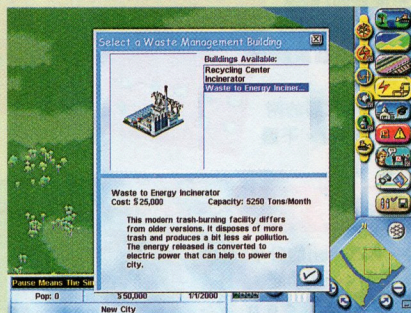 Select a Waste Management Building
Buildings Available:
Recycling Center
Incinerator
Waste to Energy Inciner...
Waste to Energy Incinerator
Cost: $25,000 Capacity: 5250 Tons/Month
This modern trash-burning facility differs
from older versions. It disposes of more
trash and produces a bit less air pollution.
The energy released is converted to
electric power that can help to power the
city.
Pause Means The Sim
Pop: 0 $50,000 1/1/2000
New City